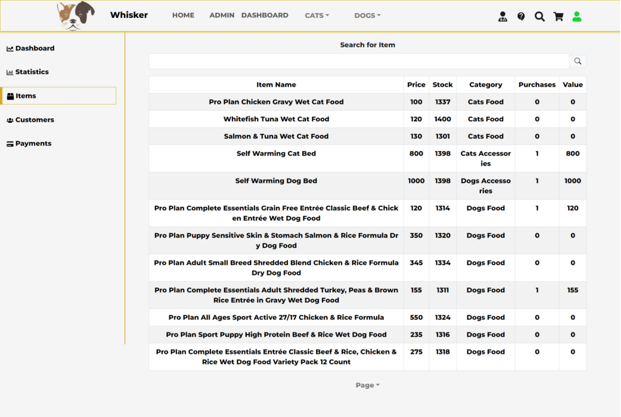 Whisker HOME ADMIN DASHBOARD CATS DOGS
Dashboard
Statistics
Items
Customers
Payments
Search for Item
Item Name Price Stock Category Purchases Value
Pro Plan Chicken Gravy Wet Cat Food 100 1337 Cats Food 0 0
Whitefish Tuna Wet Cat Food 120 1400 Cats Food 0 0
Salmon & Tuna Wet Cat Food 130 1301 Cats Food 0 0
Self Warming Cat Bed 800 1398 Cats Accessor 1 800
ies
Self Warming Dog Bed 1000 1398 Dogs Accesso 1 1000
ries
Pro Plan Complete Essentials Grain Free Entrée Classic Beef & Chick 120 1314 Dogs Food 1 120
en Entrée Wet Dog Food
Pro Plan Puppy Sensitive Skin & Stomach Salmon & Rice Formula Dr 350 1320 Dogs Food 0 0
y Dog Food
Pro Plan Adult Small Breed Shredded Blend Chicken & Rice Formula 345 1334 Dogs Food 0 0
Dry Dog Food
Pro Plan Complete Essentials Adult Shredded Turkey, Peas & Brown 155 1311 Dogs Food 1 155
Rice Entrée in Gravy Wet Dog Food
Pro Plan All Ages Sport Active 27/17 Chicken & Rice Formula 550 1324 Dogs Food 0 0
Pro Plan Sport Puppy High Protein Beef & Rice Wet Dog Food 235 1316 Dogs Food 0 0
Pro Plan Complete Essentials Entrée Classic Beef & Rice, Chicken & 275 1318 Dogs Food 0 0
Rice Wet Dog Food Variety Pack 12 Count
Page